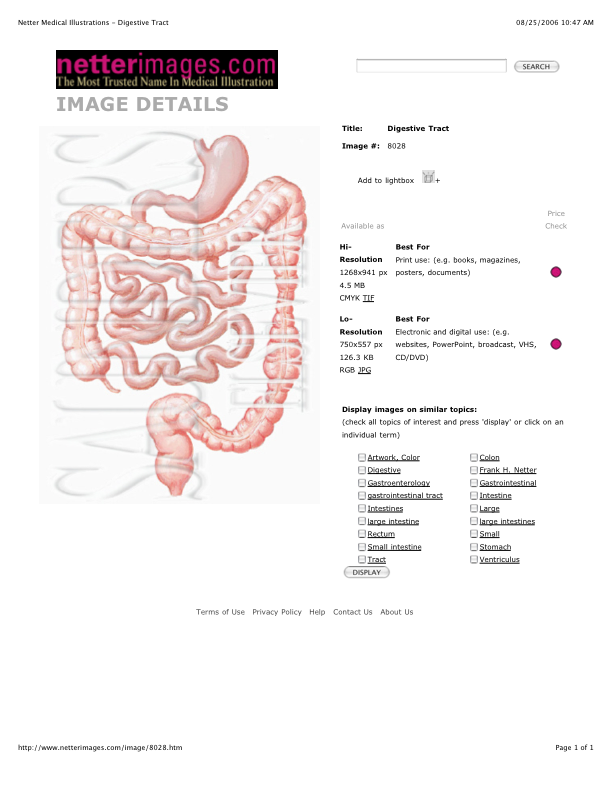 Netter Medical Illustrations - Digestive Tract
08/25/2006 10:47 AM
netterimages.com
The Most Trusted Name In Medical Illustration
SEARCH
IMAGE DETAILS
Title: Digestive Tract
Image #: 8028
Add to lightbox +
Price
Available as Check
Hi- Best For
Resolution Print use: (e.g. books, magazines,
1268x941 px posters, documents)
4.5 MB
CMYK TIF
Lo- Best For
Resolution Electronic and digital use: (e.g.
750x557 px websites, PowerPoint, broadcast, VHS,
126.3 KB CD/DVD)
RGB JPG
Display images on similar topics:
(check all topics of interest and press 'display' or click on an
individual term)
Artwork, Color Colon
Digestive Frank H. Netter
Gastroenterology Gastrointestinal
gastrointestinal tract Intestine
Intestines Large
large intestine large intestines
Rectum Small
Small intestine Stomach
Tract Ventriculus
DISPLAY
Terms of Use Privacy Policy Help Contact Us About Us
http://www.netterimages.com/image/8028.htm
Page 1 of 1